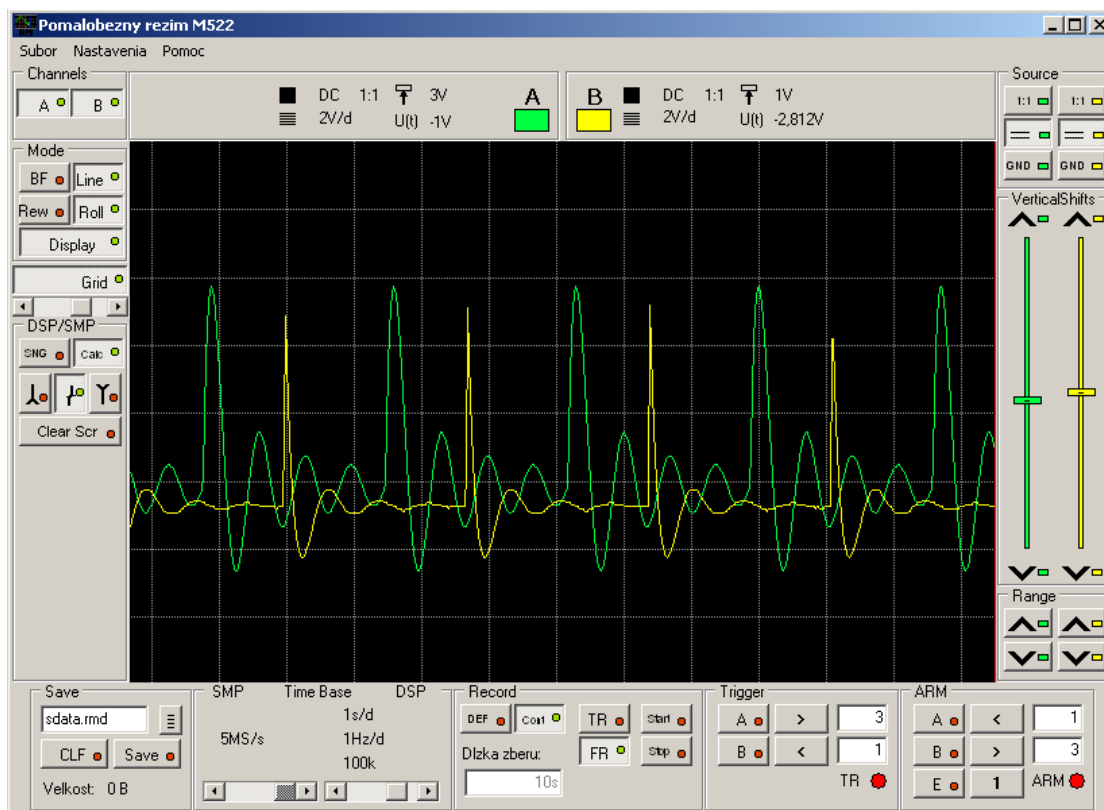 Pomalobezny rezim M522
Subor Nastavenia Pomoc
Channels
A B
DC 1:1 3V
2V/d U(t) -1V
A
B
DC 1:1 1V
2V/d U(t) -2,812V
Source
1:1 1:1
GND GND
Mode
BF Line
Rew Roll
Display
Grid
DSP/SMP
SNG Calc
Clear Scr
VerticalShifts
Range
Save
sdata.rmd
CLF Save
Velkost: 0 B
SMP Time Base DSP
1s/d
5MS/s 1Hz/d
100k
Record
DEF Cont TR Start
Dlzka zberu: FR Stop
10s
Trigger
A > 3
B < 1
TR
ARM
A < 1
B > 3
E 1 ARM